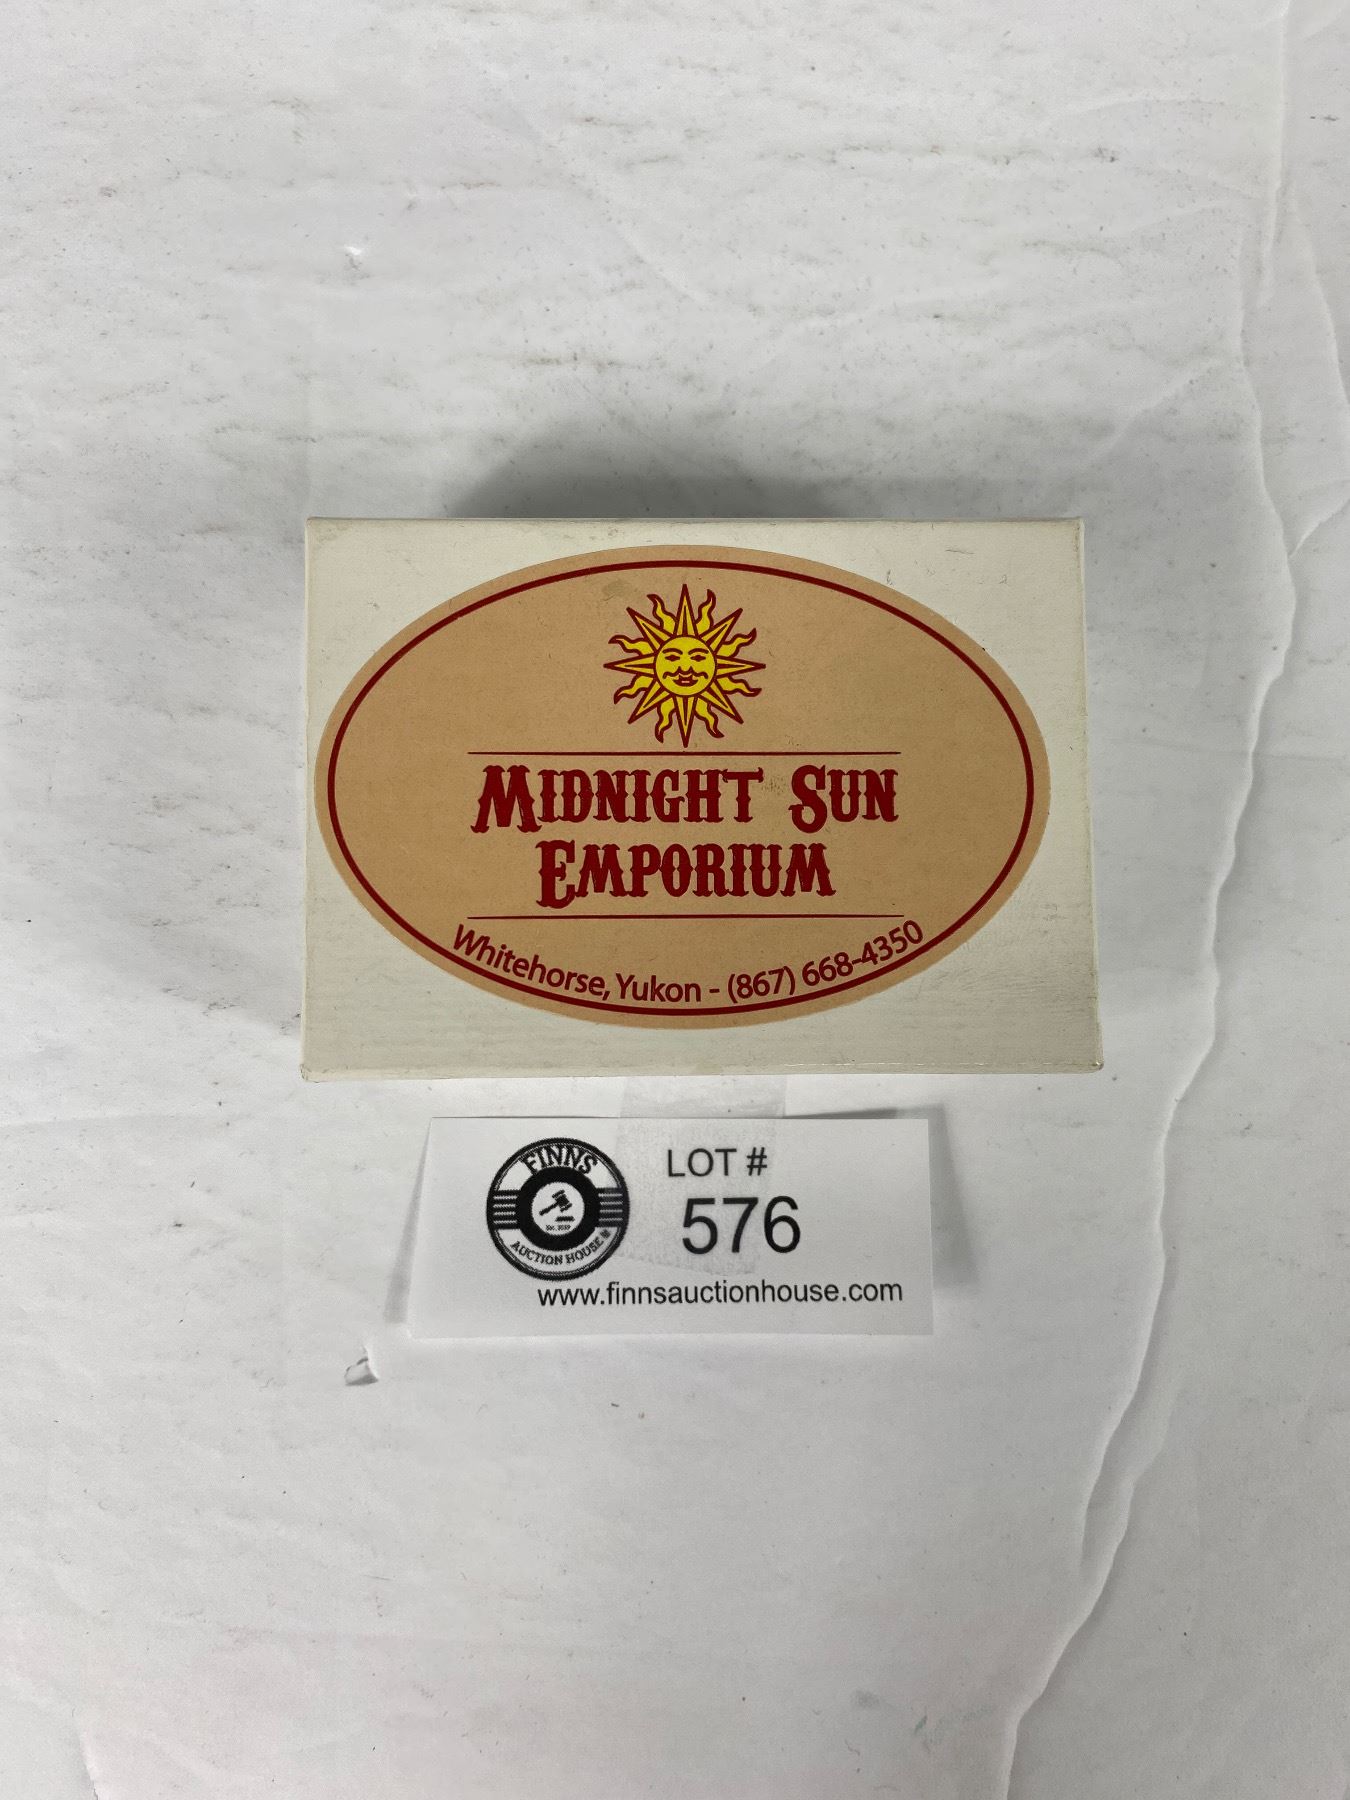 MIDNIGHT SUN
EMPORIUM
Whitehorse, Yukon - (867) 668-4350
FINNS
AUCTION HOUSE
LOT #
576
www.finnsauctionhouse.com